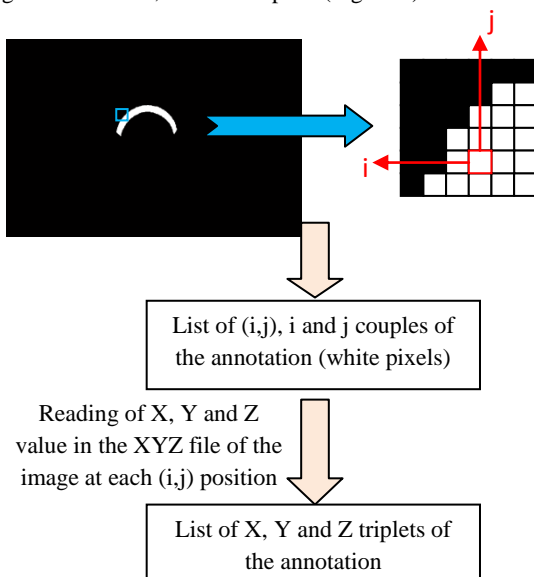 j
i
List of (i,j), i and j couples of
the annotation (white pixels)
Reading of X, Y and Z
value in the XYZ file of the
image at each (i,j) position
List of X, Y and Z triplets of
the annotation